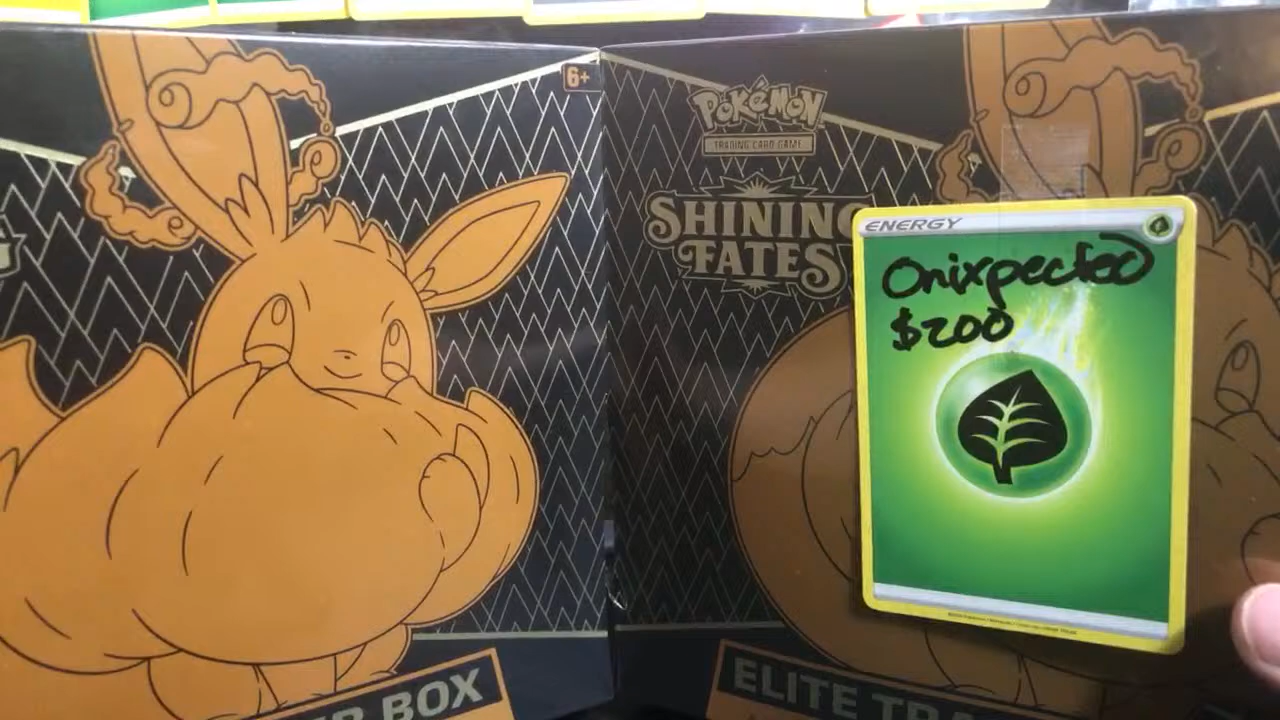 6+
POKéMON
TRADING CARD GAME
SHINING
FATES
ENERGY
Onixpected
$200
BOX
ELITE TRA